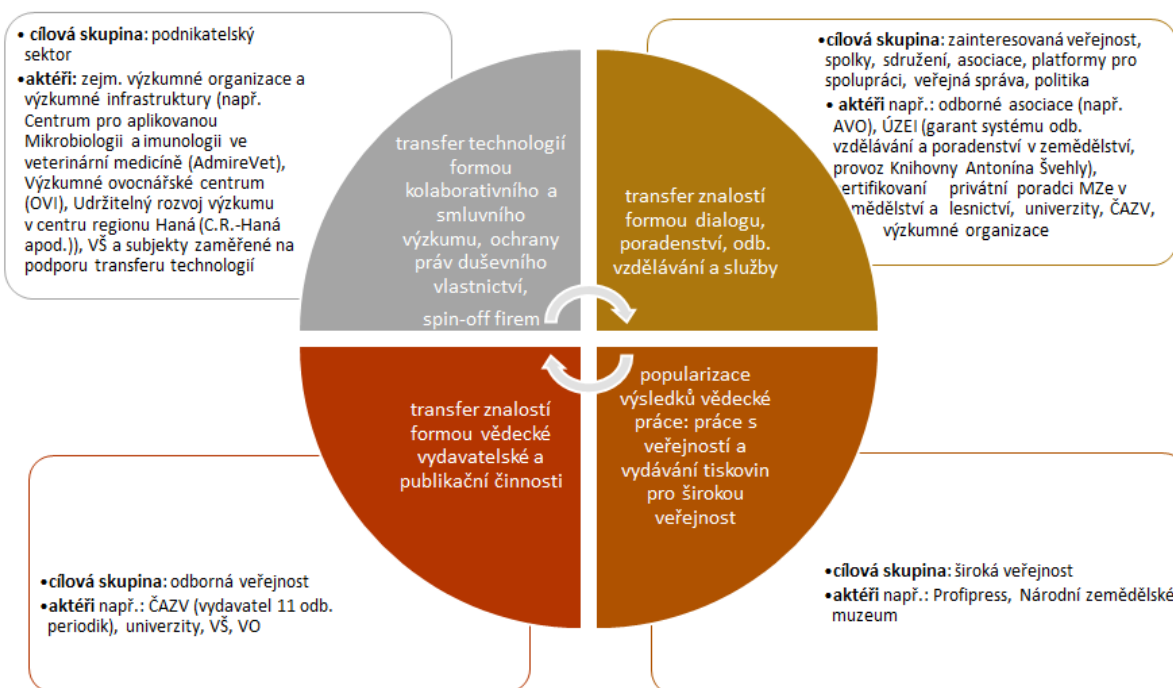 • cílová skupina: podnikatelský
sektor
•aktéři: zejm. výzkumné organizace a
výzkumné infrastruktury (např.
Centrum pro aplikovanou
Mikrobiologii a imunologii ve
veterinární medicíně (AdmireVet),
Výzkumné ovocnářské centrum
(OVI), Udržitelný rozvoj výzkumu
v centru regionu Haná (C.R.-Haná
apod.)), VŠ a subjekty zaměřené na
podporu transferu technologií
transfer technologií
formou
kolaborativního a
smluvního
výzkumu, ochrany
práv duševního
vlastnictví,
spin-off firem
•cílová skupina: zainteresovaná veřejnost,
spolky, sdružení, asociace, platformy pro
spolupráci, veřejná správa, politika
• aktéři např.: odborné asociace (např.
AVO), ÚZEI (garant systému odb.
vzdělávání a poradenství v zemědělství,
provoz Knihovny Antonína Švehly),
ertifikovaní privátní poradci MZe v
mědělství a lesnictví, univerzity, ČAZV,
výzkumné organizace
transfer znalostí
formou dialogu,
poradenství, odb.
vzdělávání a služby
transfer znalostí
formou vědecké
vydavatelské a
publikační činnosti
popularizace
výsledků vědecké
práce: práce s
veřejností a
vydávání tiskovin
pro širokou
veřejnost
•cílová skupina: odborná veřejnost
•aktéři např.: ČAZV (vydavatel 11 odb.
periodik), univerzity, VŠ, VO
•cílová skupina: široká veřejnost
•aktéři např.: Profipress, Národní zemědělské
muzeum